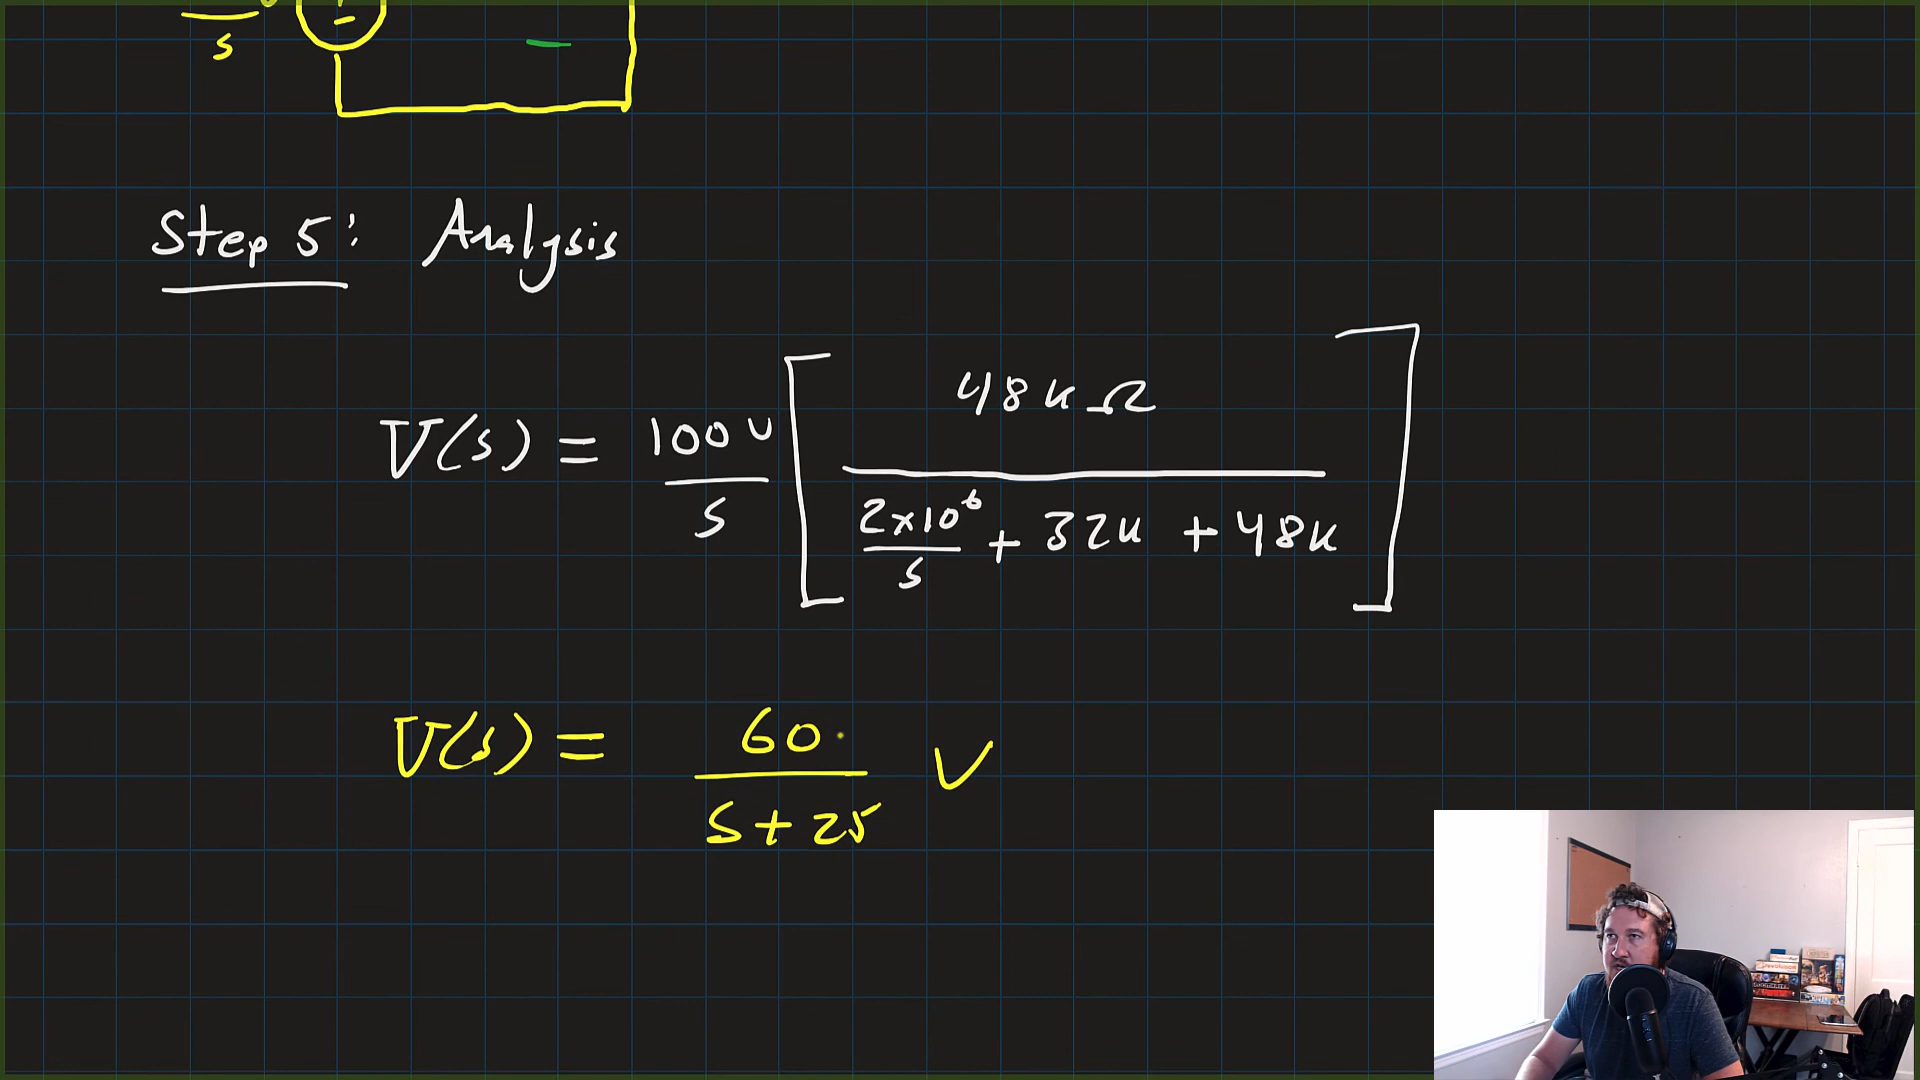 s
Step 5: Analysis
V(s) = 100 V / s [ 48k Ω / (2x10^6 / s + 32k + 48k) ]
V(s) = 60 / (s + 25) V